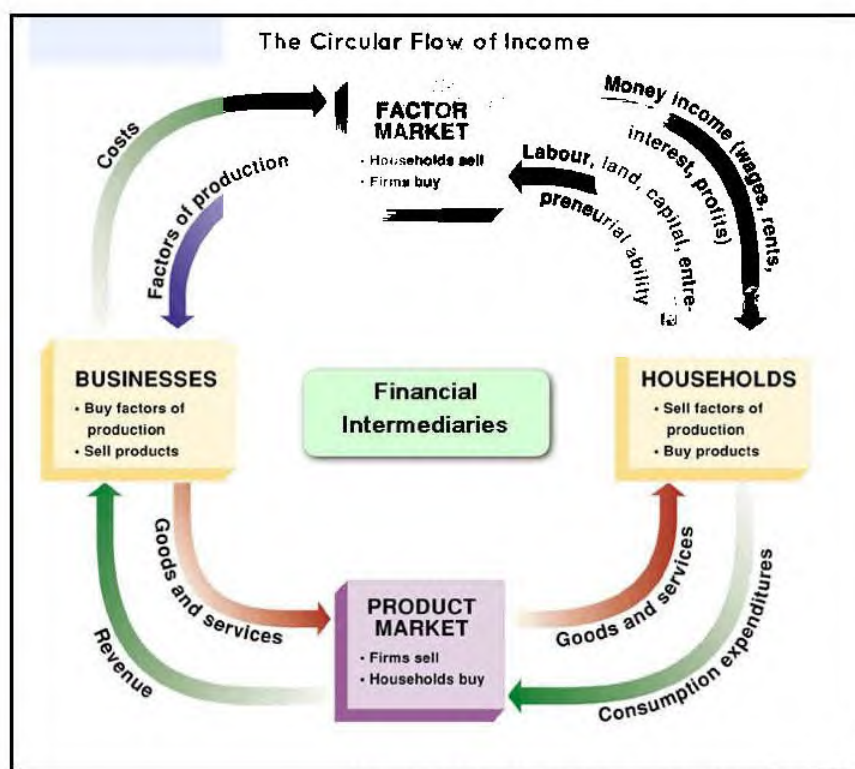 The Circular Flow of Income
Costs
Factors of production
FACTOR
MARKET
• Households sell
• Firms buy
Money income (wages, rents,
interest, profits)
Labour, land, capital, entre-
preneurial ability
BUSINESSES
• Buy factors of
production
• Sell products
Financial
Intermediaries
HOUSEHOLDS
• Sell factors of
production
• Buy products
Goods and services
Revenue
PRODUCT
MARKET
• Firms sell
• Households buy
Goods and services
Consumption expenditures